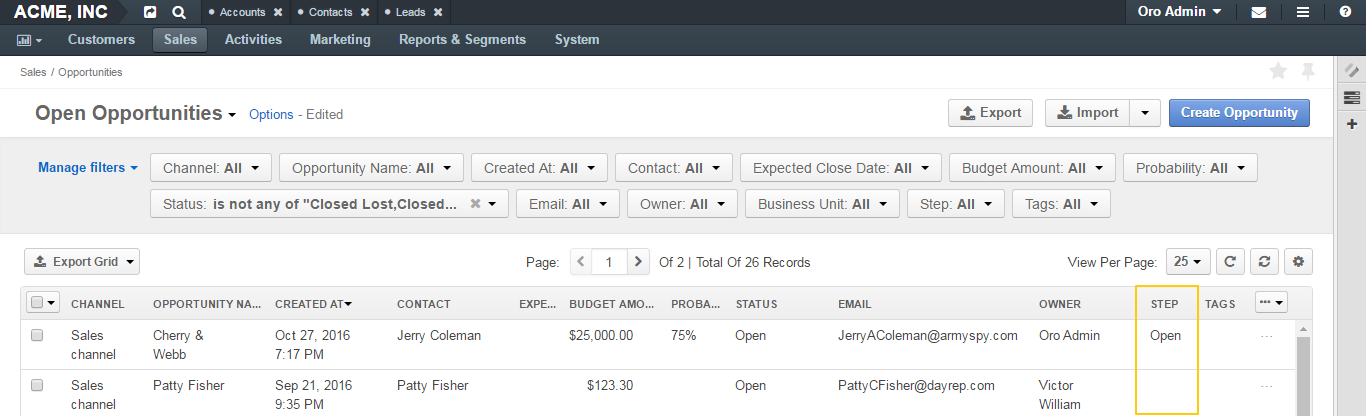 ACME, INC • Accounts × • Contacts × • Leads × Oro Admin
Customers Sales Activities Marketing Reports & Segments System
Sales / Opportunities
Open Opportunities Options - Edited Export Import Create Opportunity
Manage filters Channel: All Opportunity Name: All Created At: All Contact: All Expected Close Date: All Budget Amount: All Probability: All
Status: is not any of "Closed Lost,Closed... × Email: All Owner: All Business Unit: All Step: All Tags: All
Export Grid Page: 1 Of 2 | Total Of 26 Records View Per Page: 25
CHANNEL OPPORTUNITY NA... CREATED AT CONTACT EXPE... BUDGET AMO... PROBA... STATUS EMAIL OWNER STEP TAGS ...
Sales Cherry & Oct 27, 2016 Jerry Coleman $25,000.00 75% Open JerryAColeman@armyspy.com Oro Admin Open ...
channel Webb 7:17 PM
Sales Patty Fisher Sep 21, 2016 Patty Fisher $123.30 Open PattyCFisher@dayrep.com Victor ...
channel 9:35 PM William